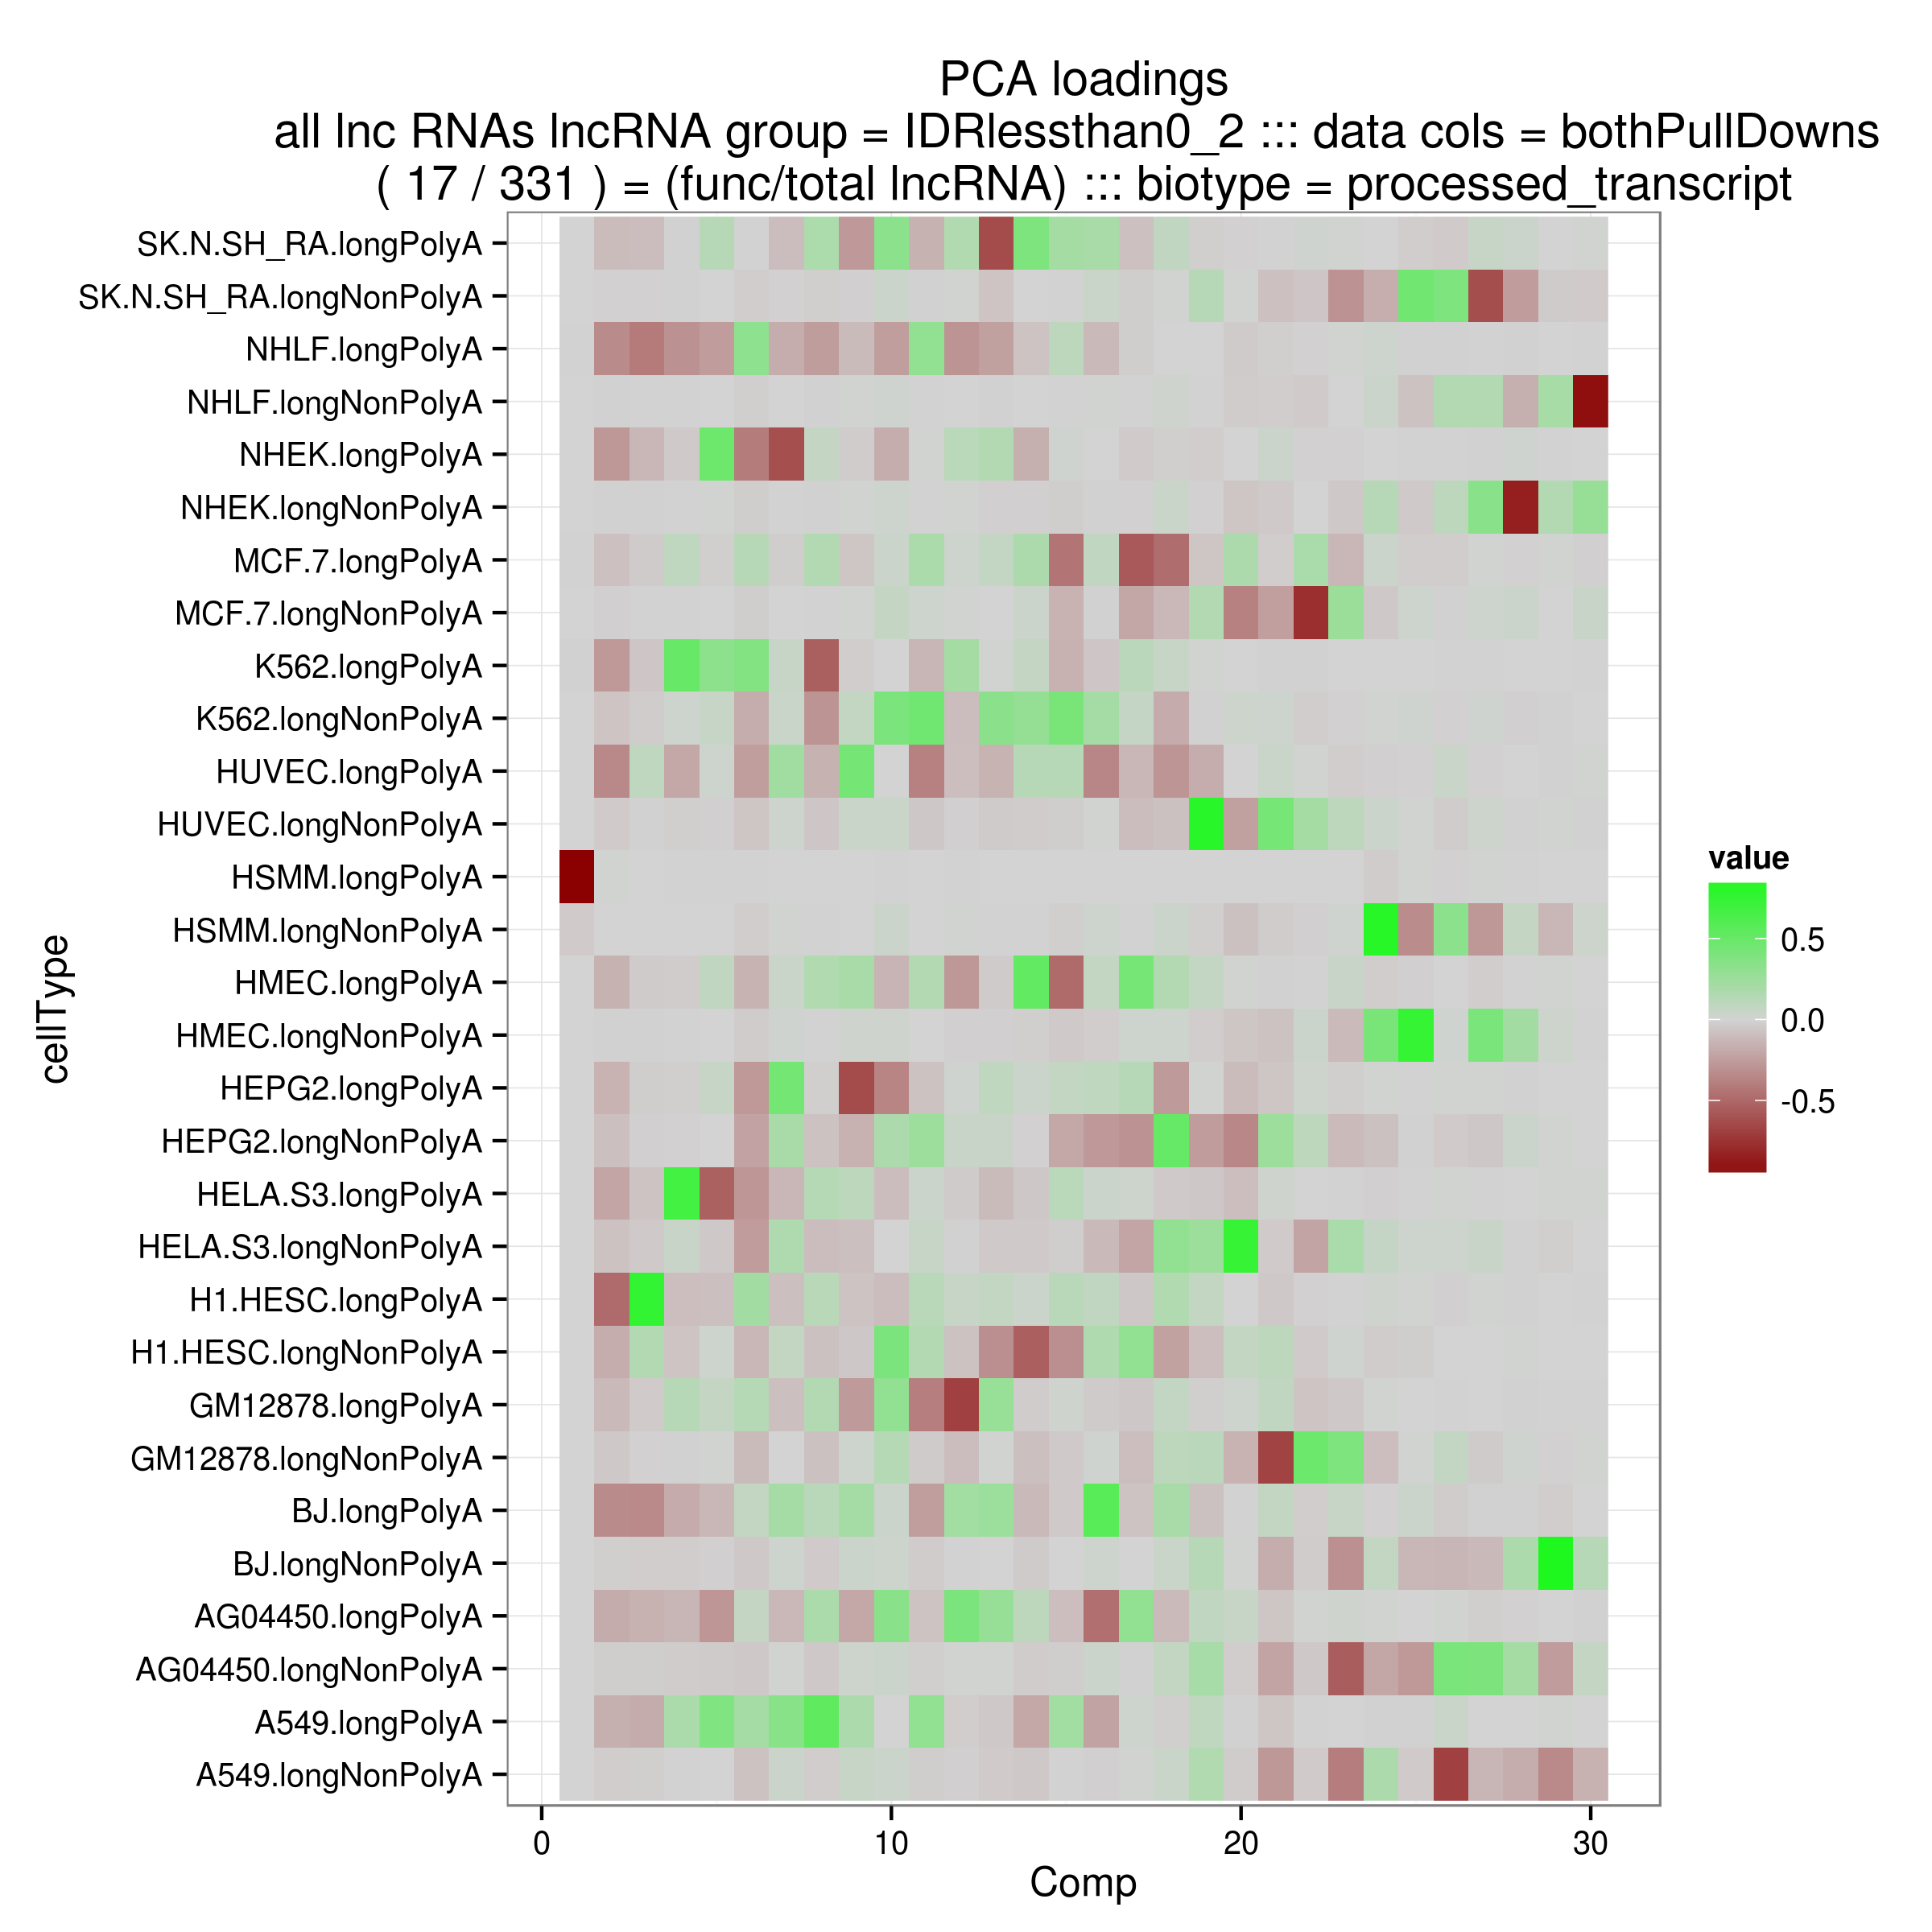 PCA loadings
all lnc RNAs lncRNA group = IDRlessthan0_2 ::: data cols = bothPullDowns
( 17 / 331 ) = (func/total lncRNA) ::: biotype = processed_transcript
SK.N.SH_RA.longPolyA
SK.N.SH_RA.longNonPolyA
NHLF.longPolyA
NHLF.longNonPolyA
NHEK.longPolyA
NHEK.longNonPolyA
MCF.7.longPolyA
MCF.7.longNonPolyA
K562.longPolyA
K562.longNonPolyA
HUVEC.longPolyA
HUVEC.longNonPolyA
HSMM.longPolyA
HSMM.longNonPolyA
HMEC.longPolyA
HMEC.longNonPolyA
HEPG2.longPolyA
HEPG2.longNonPolyA
HELA.S3.longPolyA
HELA.S3.longNonPolyA
H1.HESC.longPolyA
H1.HESC.longNonPolyA
GM12878.longPolyA
GM12878.longNonPolyA
BJ.longPolyA
BJ.longNonPolyA
AG04450.longPolyA
AG04450.longNonPolyA
A549.longPolyA
A549.longNonPolyA
cellType
0 10 20 30
Comp
value
0.5
0.0
-0.5